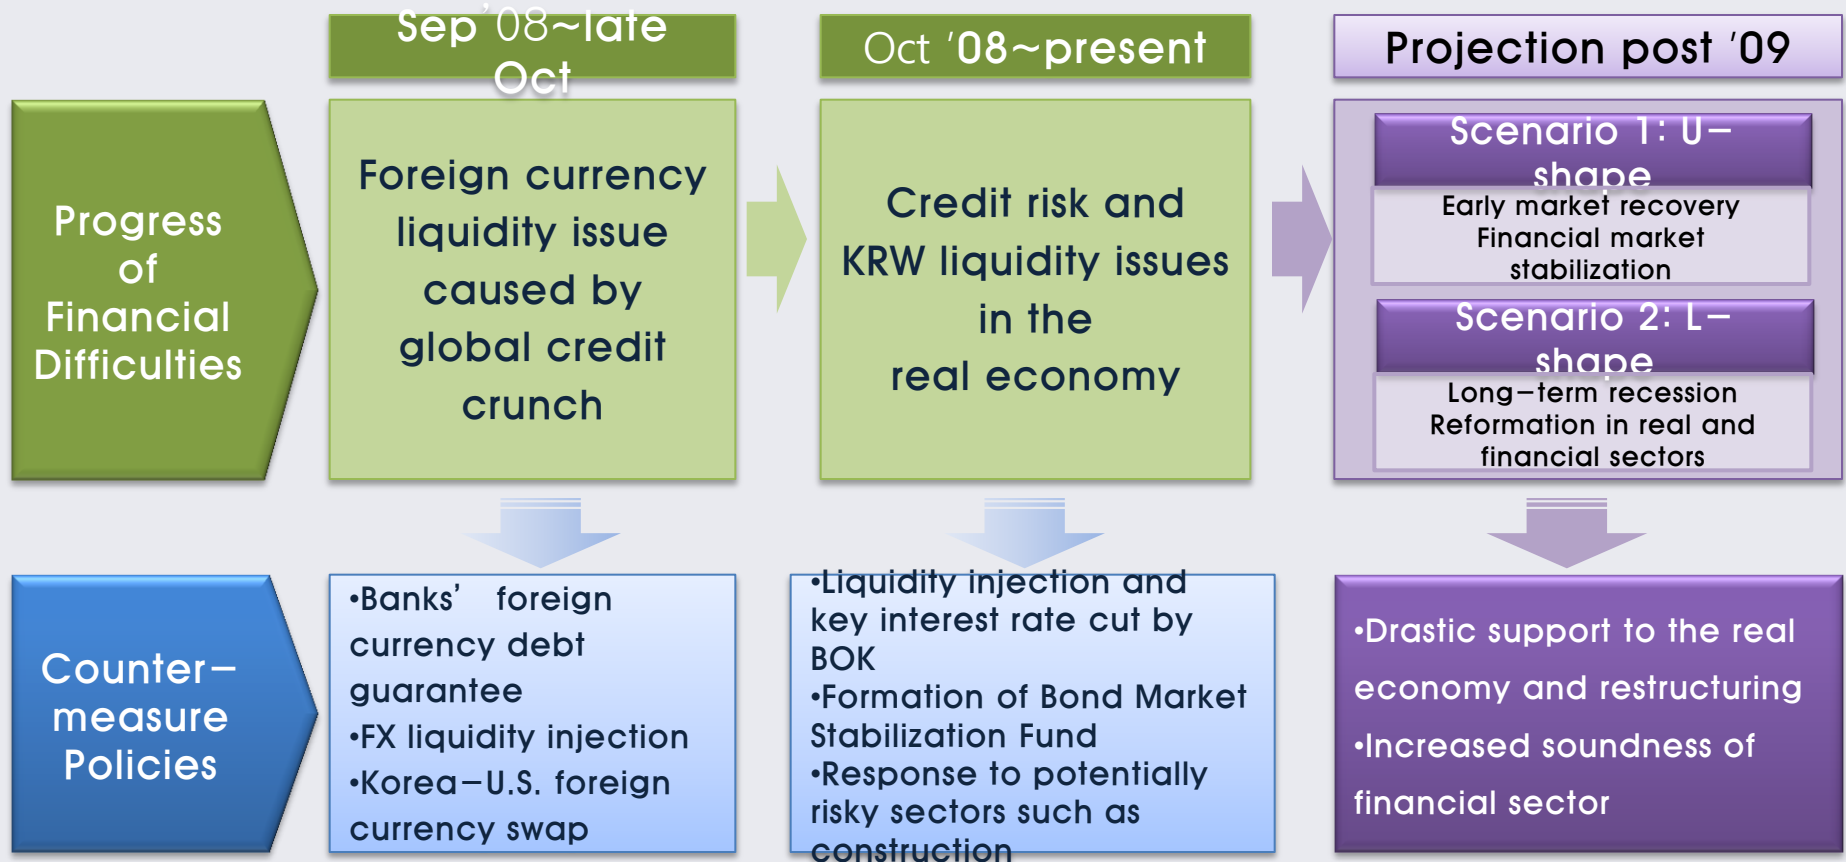 Sep '08~late
Oct
Oct '08~present
Projection post '09
Progress
of
Financial
Difficulties
Foreign currency
liquidity issue
caused by
global credit
crunch
Credit risk and
KRW liquidity issues
in the
real economy
Scenario 1: U-
shape
Early market recovery
Financial market
stabilization
Scenario 2: L-
shape
Long-term recession
Reformation in real and
financial sectors
Counter-
measure
Policies
•Banks' foreign
currency debt
guarantee
•FX liquidity injection
•Korea-U.S. foreign
currency swap
•Liquidity injection and
key interest rate cut by
BOK
•Formation of Bond Market
Stabilization Fund
•Response to potentially
risky sectors such as
construction
•Drastic support to the real
economy and restructuring
•Increased soundness of
financial sector